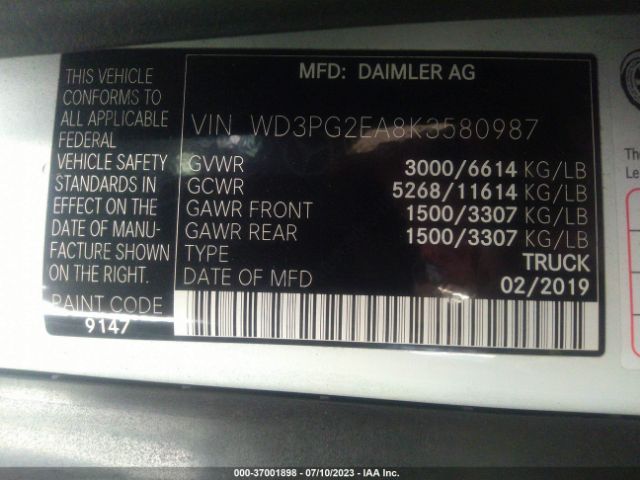 THIS VEHICLE
CONFORMS TO
ALL APPLICABLE
FEDERAL
VEHICLE SAFETY
STANDARDS IN
EFFECT ON THE
DATE OF MANU-
FACTURE SHOWN
ON THE RIGHT.
PAINT CODE
9147
MFD: DAIMLER AG
VIN WD3PG2EA8K3580987
GVWR 3000/6614 KG/LB
GCWR 5268/11614 KG/LB
GAWR FRONT 1500/3307 KG/LB
GAWR REAR 1500/3307 KG/LB
TYPE TRUCK
DATE OF MFD 02/2019
Le
000-37001898 - 07/10/2023 - IAA Inc.